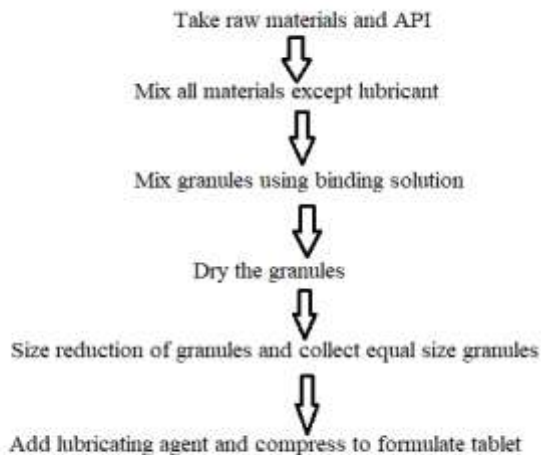 Take raw materials and API
Mix all materials except lubricant
Mix granules using binding solution
Dry the granules
Size reduction of granules and collect equal size granules
Add lubricating agent and compress to formulate tablet